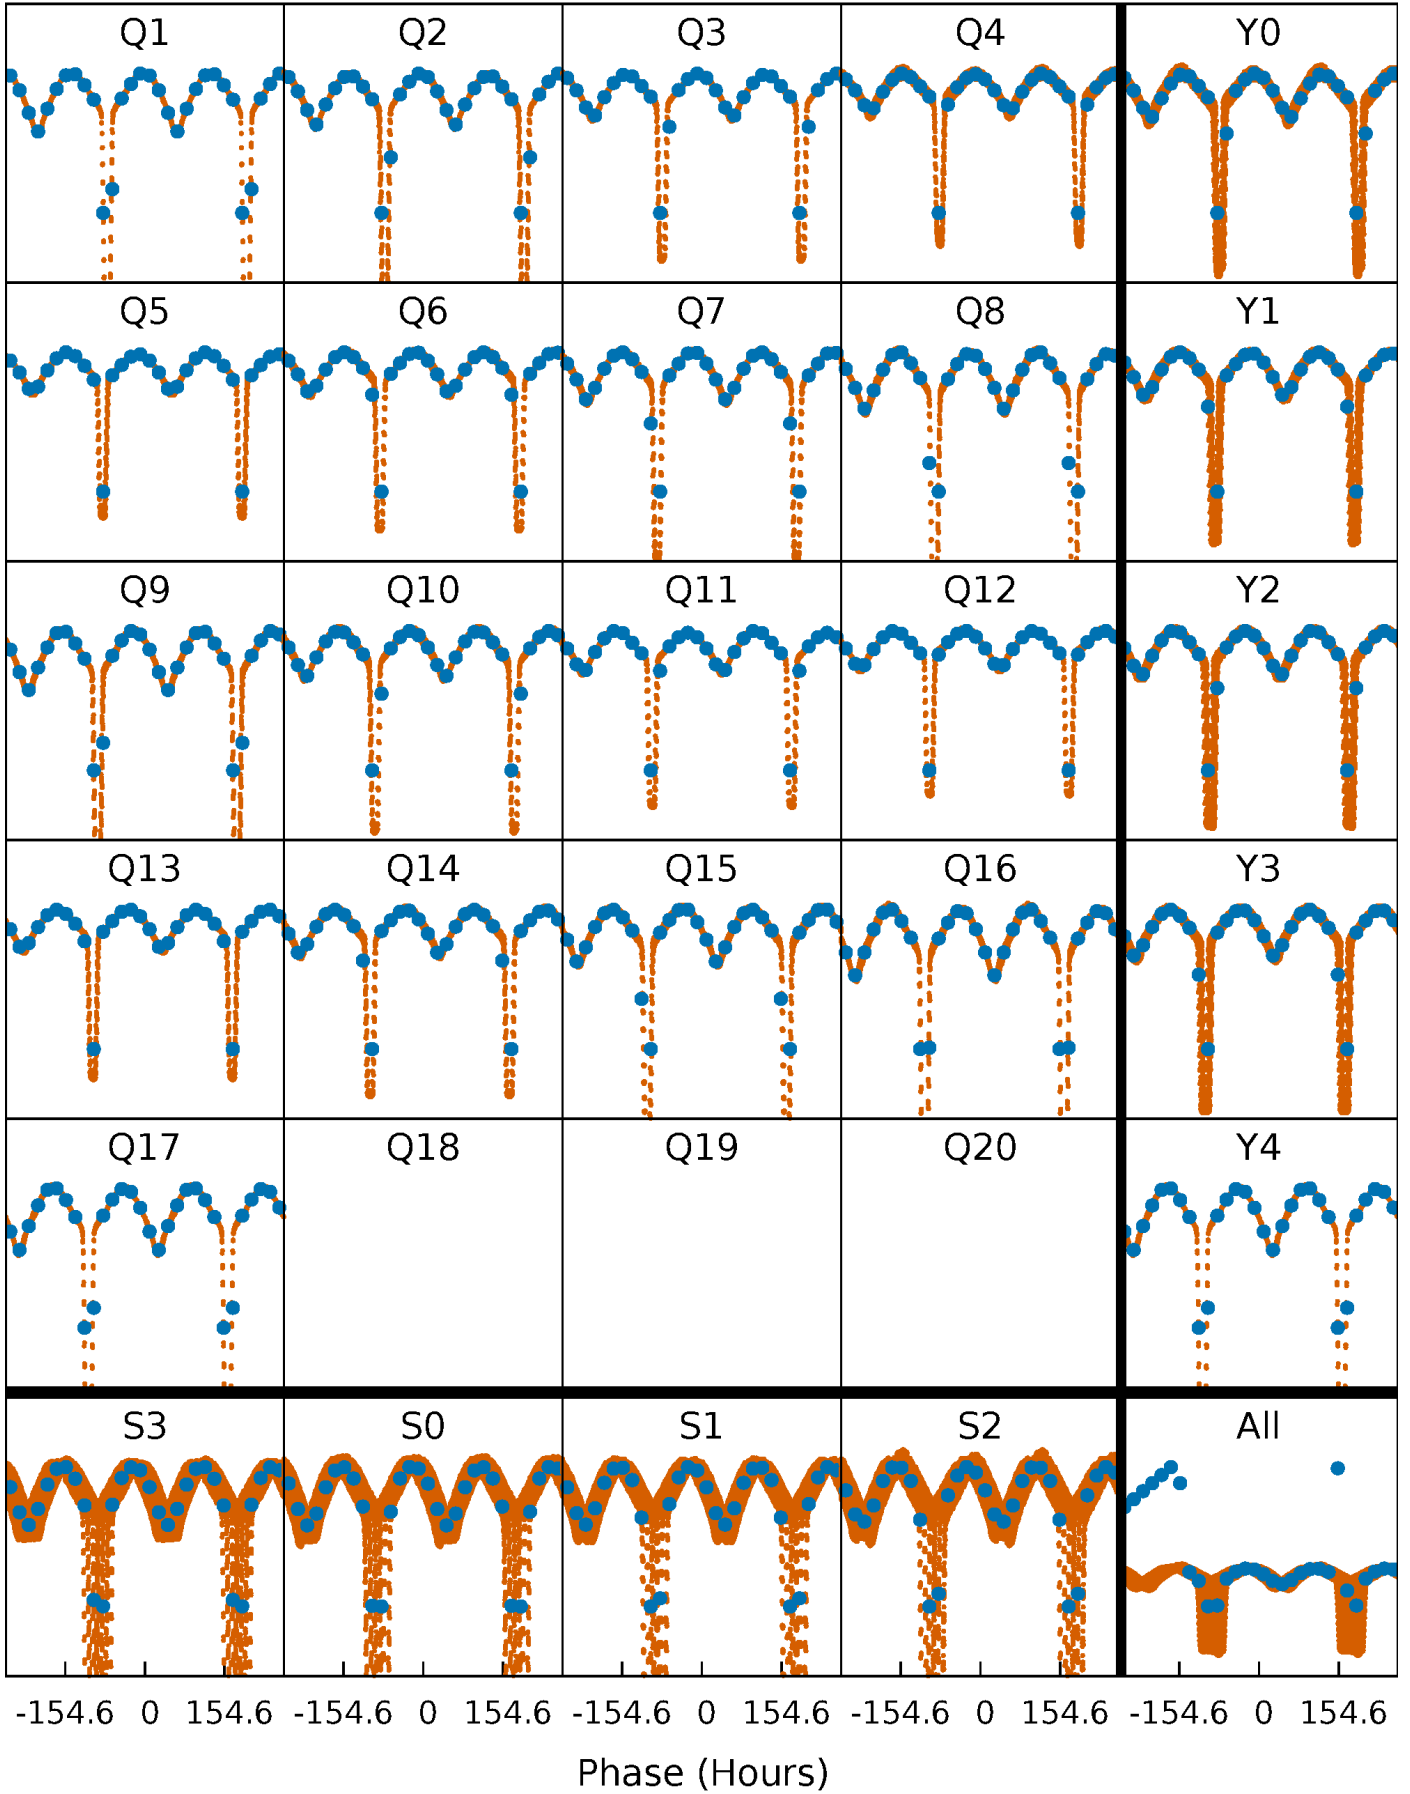 Q1 Q2 Q3 Q4 Y0
Q5 Q6 Q7 Q8 Y1
Q9 Q10 Q11 Q12 Y2
Q13 Q14 Q15 Q16 Y3
Q17 Q18 Q19 Q20 Y4
S3 S0 S1 S2 All
-154.6 0 154.6 -154.6 0 154.6 -154.6 0 154.6 -154.6 0 154.6 -154.6 0 154.6
Phase (Hours)